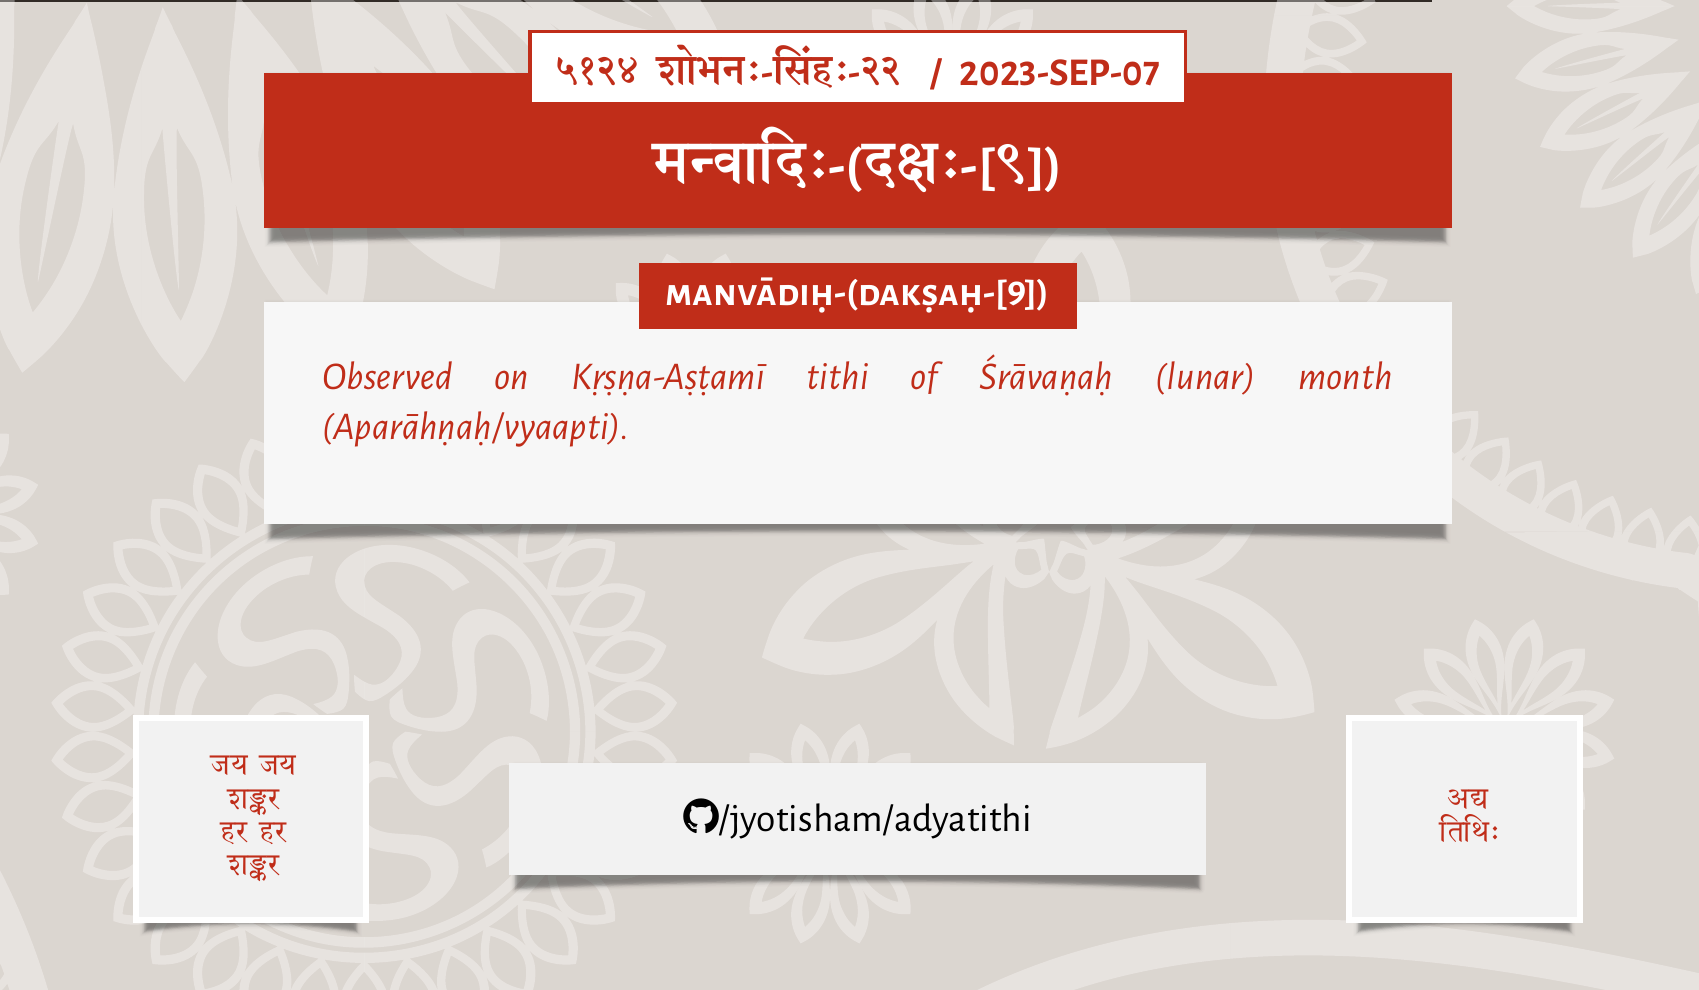 ५१२४ शोभनः-सिंहः-२२ / 2023-SEP-07
मन्वादिः-(दक्षः-[९])
MANVĀDIḤ-(DAKṢAḤ-[9])
Observed on Kṛṣṇa-Aṣṭamī tithi of Śrāvaṇaḥ (lunar) month
(Aparāhṇaḥ/vyaapti).
जय जय
शङ्कर
हर हर
शङ्कर
/jyotisham/adyatithi
अद्य
तिथिः